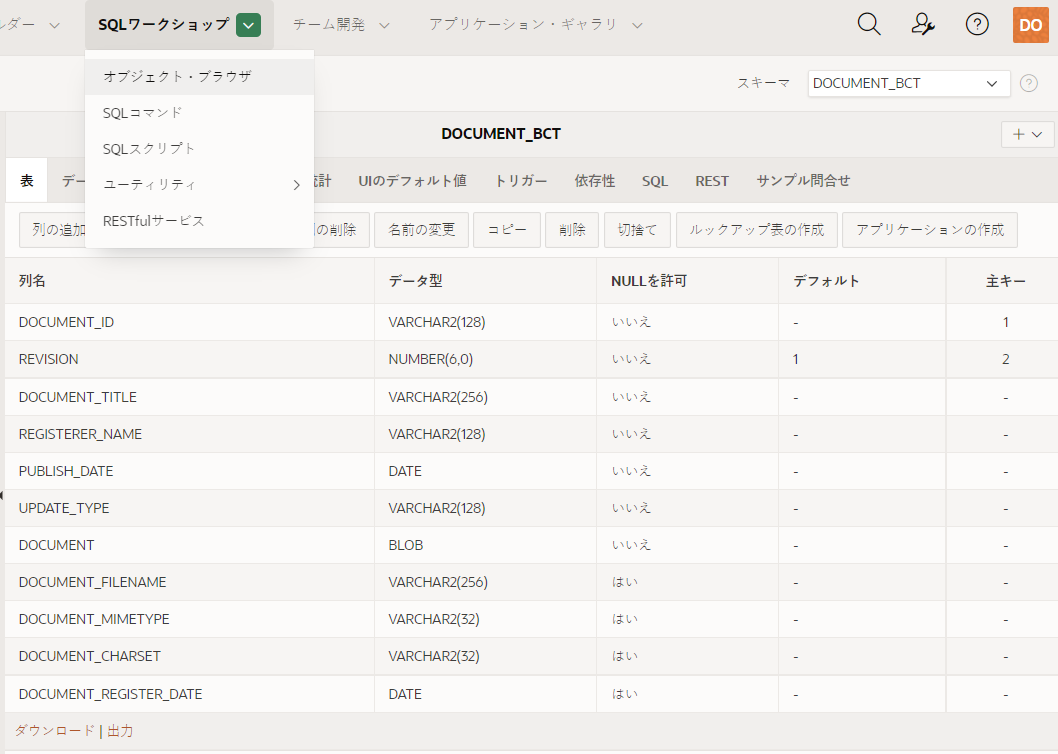 ルダー SQLワークショップ チーム開発 アプリケーション・ギャラリ DO
オブジェクト・ブラウザ
SQLコマンド
SQLスクリプト
ユーティリティ
RESTfulサービス
スキーマ DOCUMENT_BCT
DOCUMENT_BCT
表 デー 統計 UIのデフォルト値 トリガー 依存性 SQL REST サンプル問合せ
列の追加 の削除 名前の変更 コピー 削除 切捨て ルックアップ表の作成 アプリケーションの作成
列名 データ型 NULLを許可 デフォルト 主キー
DOCUMENT_ID VARCHAR2(128) いいえ - 1
REVISION NUMBER(6,0) いいえ 1 2
DOCUMENT_TITLE VARCHAR2(256) いいえ - -
REGISTERER_NAME VARCHAR2(128) いいえ - -
PUBLISH_DATE DATE いいえ - -
UPDATE_TYPE VARCHAR2(128) いいえ - -
DOCUMENT BLOB いいえ - -
DOCUMENT_FILENAME VARCHAR2(256) はい - -
DOCUMENT_MIMETYPE VARCHAR2(32) はい - -
DOCUMENT_CHARSET VARCHAR2(32) はい - -
DOCUMENT_REGISTER_DATE DATE はい - -
ダウンロード | 出力